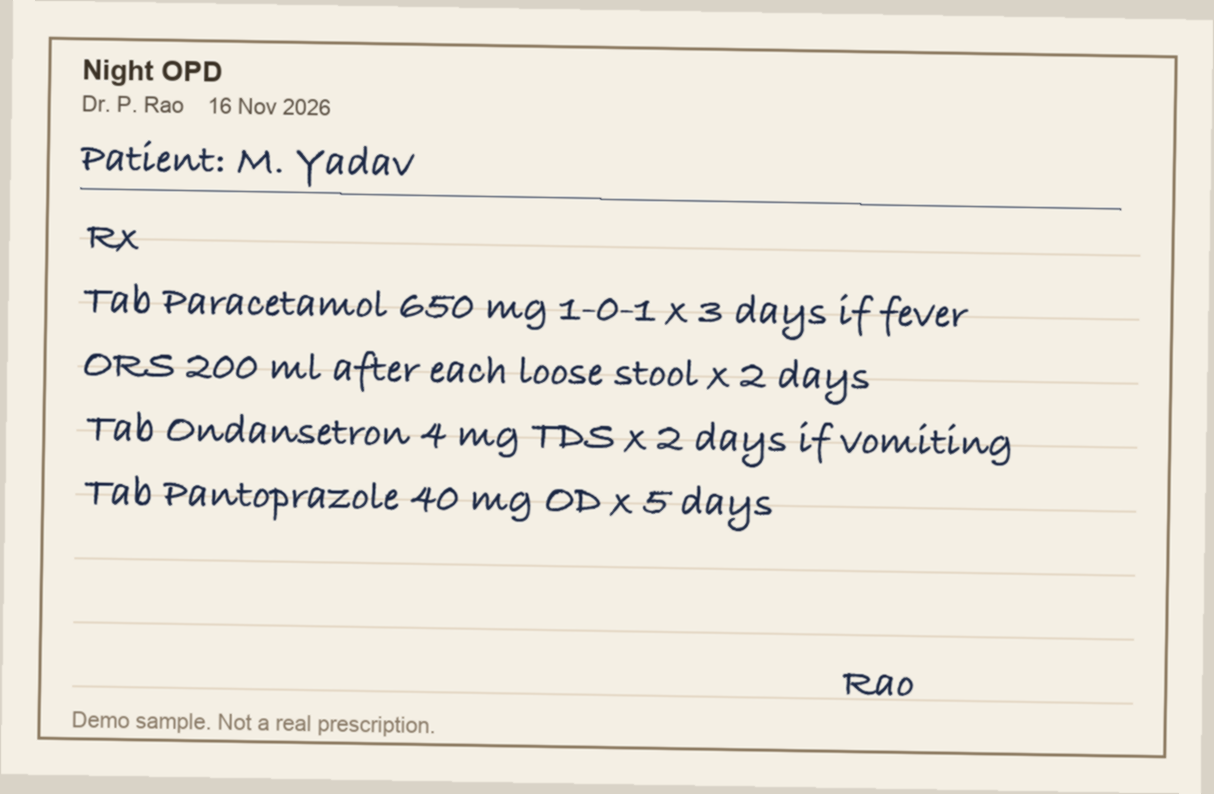 Night OPD
Dr. P. Rao 16 Nov 2026
Patient: M. Yadav
Rx
Tab Paracetamol 650 mg 1-0-1 x 3 days if fever
ORS 200 ml after each loose stool x 2 days
Tab Ondansetron 4 mg TDS x 2 days if vomiting
Tab Pantoprazole 40 mg OD x 5 days
Rao
Demo sample. Not a real prescription.